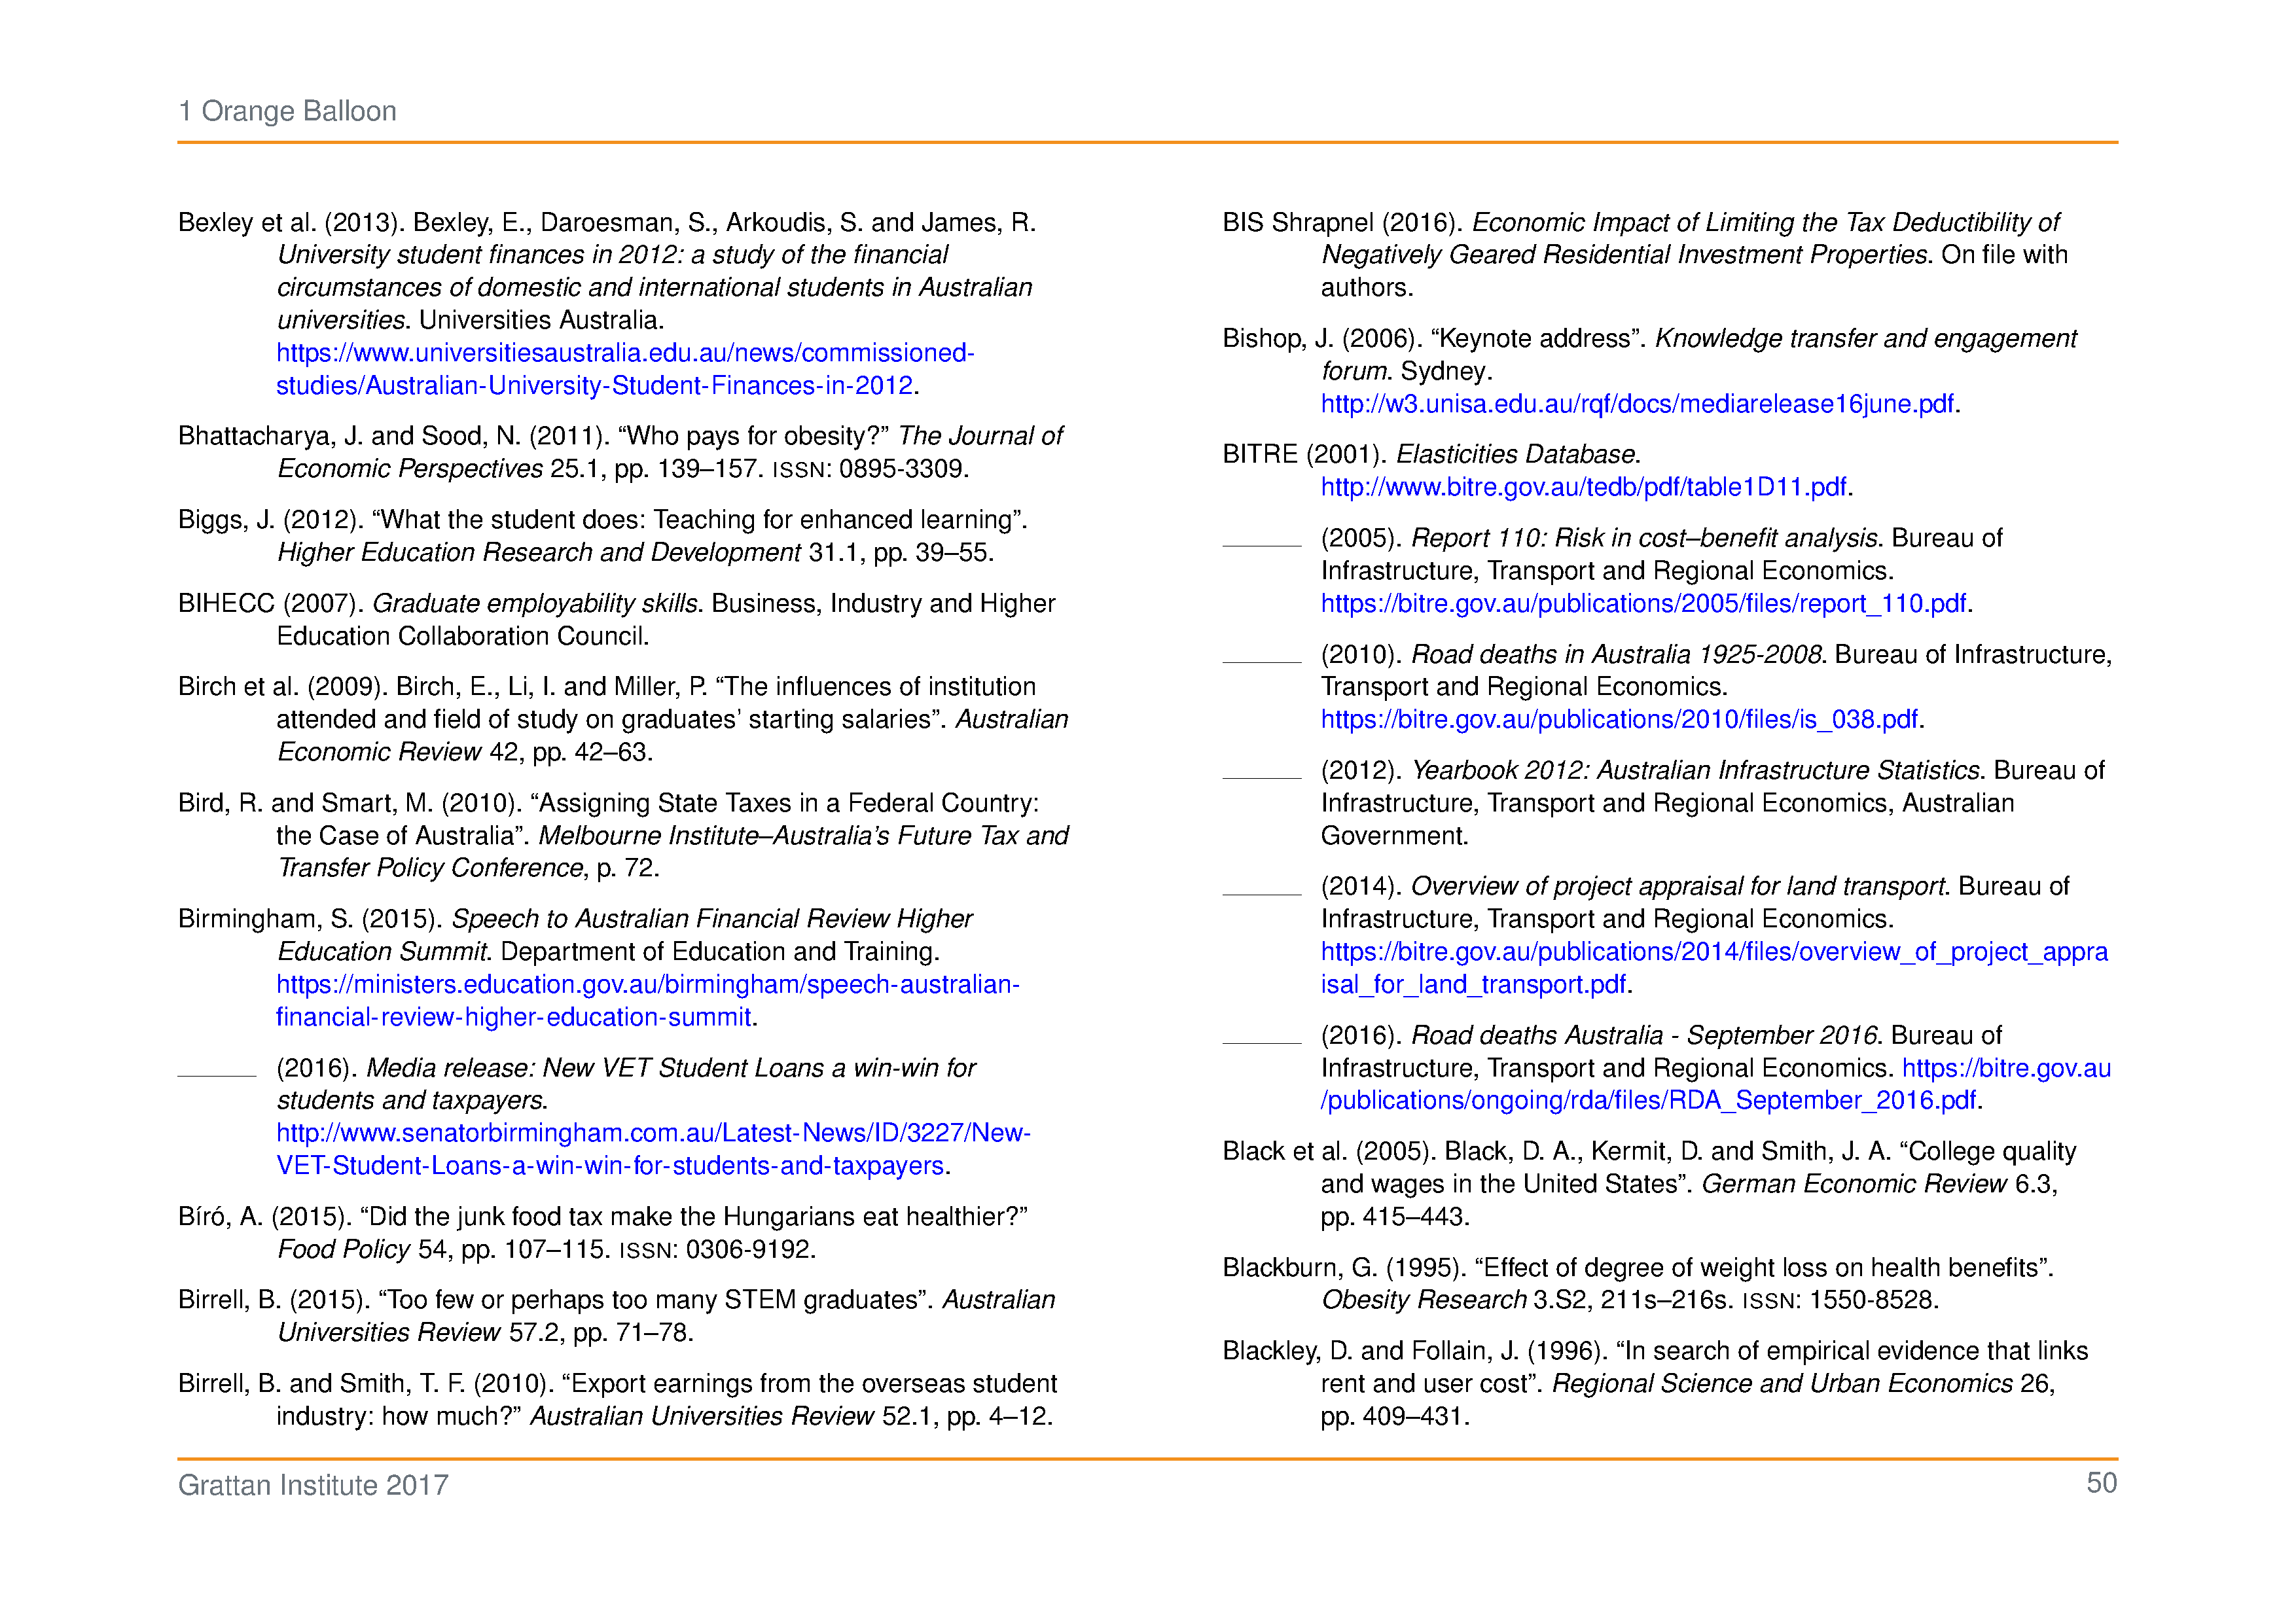 1 Orange Balloon
Bexley et al. (2013). Bexley, E., Daroesman, S., Arkoudis, S. and James, R.
University student finances in 2012: a study of the financial
circumstances of domestic and international students in Australian
universities. Universities Australia.
https://www.universitiesaustralia.edu.au/news/commissioned-
studies/Australian-University-Student-Finances-in-2012.
Bhattacharya, J. and Sood, N. (2011). “Who pays for obesity?” The Journal of
Economic Perspectives 25.1, pp. 139–157. ISSN: 0895-3309.
Biggs, J. (2012). “What the student does: Teaching for enhanced learning”.
Higher Education Research and Development 31.1, pp. 39–55.
BIHECC (2007). Graduate employability skills. Business, Industry and Higher
Education Collaboration Council.
Birch et al. (2009). Birch, E., Li, I. and Miller, P. “The influences of institution
attended and field of study on graduates’ starting salaries”. Australian
Economic Review 42, pp. 42–63.
Bird, R. and Smart, M. (2010). “Assigning State Taxes in a Federal Country:
the Case of Australia”. Melbourne Institute–Australia’s Future Tax and
Transfer Policy Conference, p. 72.
Birmingham, S. (2015). Speech to Australian Financial Review Higher
Education Summit. Department of Education and Training.
https://ministers.education.gov.au/birmingham/speech-australian-
financial-review-higher-education-summit.
(2016). Media release: New VET Student Loans a win-win for
students and taxpayers.
http://www.senatorbirmingham.com.au/Latest-News/ID/3227/New-
VET-Student-Loans-a-win-win-for-students-and-taxpayers.
Bíró, A. (2015). “Did the junk food tax make the Hungarians eat healthier?”
Food Policy 54, pp. 107–115. ISSN: 0306-9192.
Birrell, B. (2015). “Too few or perhaps too many STEM graduates”. Australian
Universities Review 57.2, pp. 71–78.
Birrell, B. and Smith, T. F. (2010). “Export earnings from the overseas student
industry: how much?” Australian Universities Review 52.1, pp. 4–12.
BIS Shrapnel (2016). Economic Impact of Limiting the Tax Deductibility of
Negatively Geared Residential Investment Properties. On file with
authors.
Bishop, J. (2006). “Keynote address”. Knowledge transfer and engagement
forum. Sydney.
http://w3.unisa.edu.au/rqf/docs/mediarelease16june.pdf.
BITRE (2001). Elasticities Database.
http://www.bitre.gov.au/tedb/pdf/table1D11.pdf.
(2005). Report 110: Risk in cost–benefit analysis. Bureau of
Infrastructure, Transport and Regional Economics.
https://bitre.gov.au/publications/2005/files/report_110.pdf.
(2010). Road deaths in Australia 1925-2008. Bureau of Infrastructure,
Transport and Regional Economics.
https://bitre.gov.au/publications/2010/files/is_038.pdf.
(2012). Yearbook 2012: Australian Infrastructure Statistics. Bureau of
Infrastructure, Transport and Regional Economics, Australian
Government.
(2014). Overview of project appraisal for land transport. Bureau of
Infrastructure, Transport and Regional Economics.
https://bitre.gov.au/publications/2014/files/overview_of_project_appra
isal_for_land_transport.pdf.
(2016). Road deaths Australia - September 2016. Bureau of
Infrastructure, Transport and Regional Economics. https://bitre.gov.au
/publications/ongoing/rda/files/RDA_September_2016.pdf.
Black et al. (2005). Black, D. A., Kermit, D. and Smith, J. A. “College quality
and wages in the United States”. German Economic Review 6.3,
pp. 415–443.
Blackburn, G. (1995). “Effect of degree of weight loss on health benefits”.
Obesity Research 3.S2, 211s–216s. ISSN: 1550-8528.
Blackley, D. and Follain, J. (1996). “In search of empirical evidence that links
rent and user cost”. Regional Science and Urban Economics 26,
pp. 409–431.
Grattan Institute 2017
50